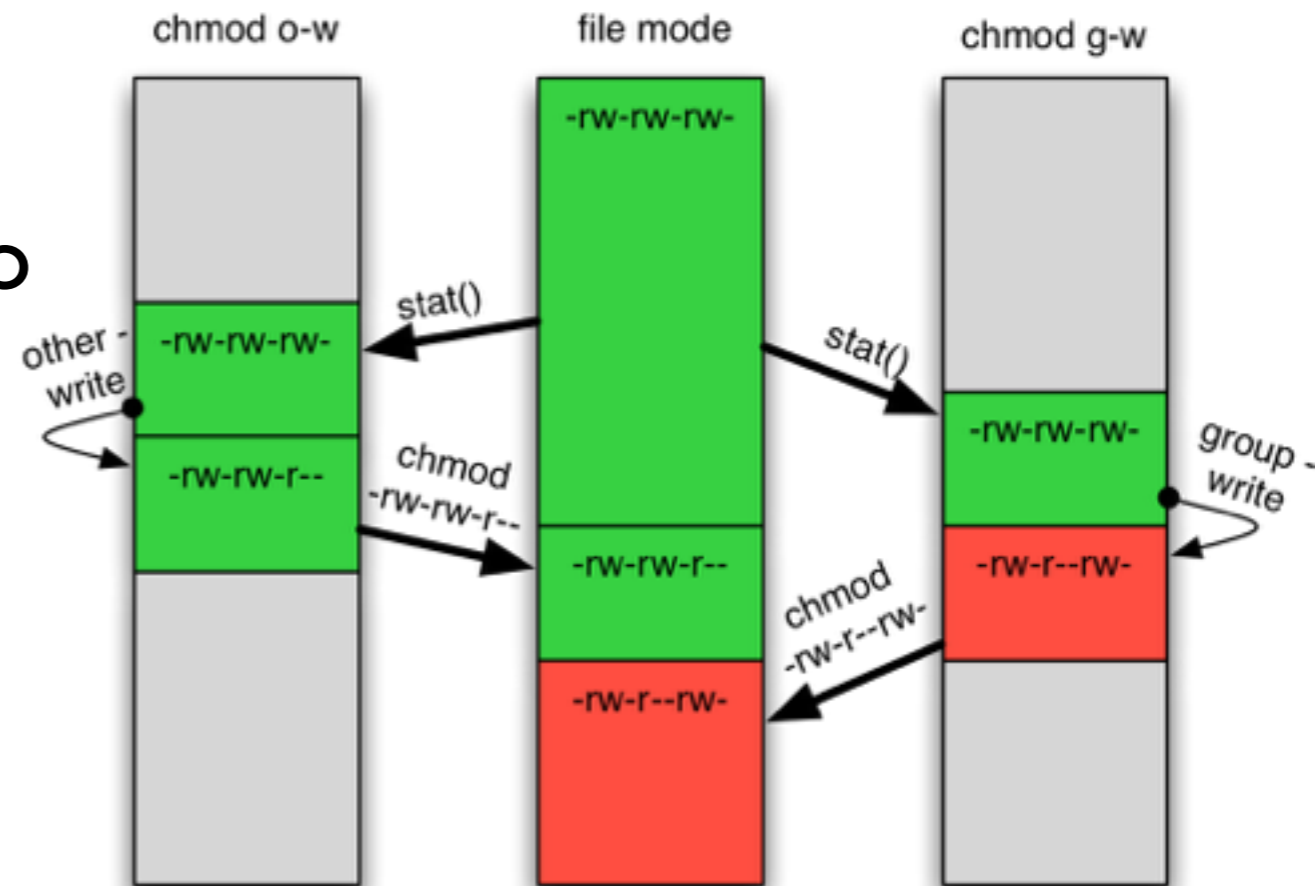 chmod o-w
file mode
chmod g-w
-rw-rw-rw-
stat()
stat()
other -
write
-rw-rw-rw-
-rw-rw-rw-
group -
write
-rw-rw-r--
chmod
-rw-rw-r--
-rw-rw-r--
-rw-r--rw-
chmod
-rw-r--rw-
-rw-r--rw-